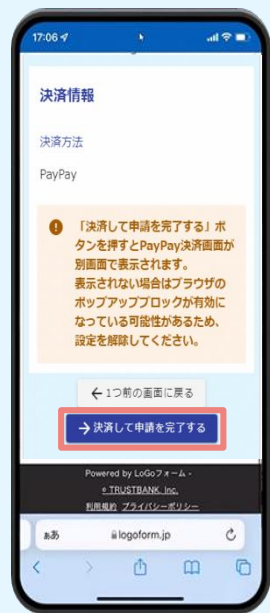 17:06
決済情報
決済方法
PayPay
「決済して申請を完了する」ボ
タンを押すとPayPay決済画面が
別画面で表示されます。
表示されない場合はブラウザの
ポップアップブロックが有効に
なっている可能性があるため、
設定を解除してください。
←1つ前の画面に戻る
→決済して申請を完了する
Powered by LoGoフォーム -
© TRUSTBANK, Inc.
利用規約 プライバシーポリシー
ぁあ logoform.jp